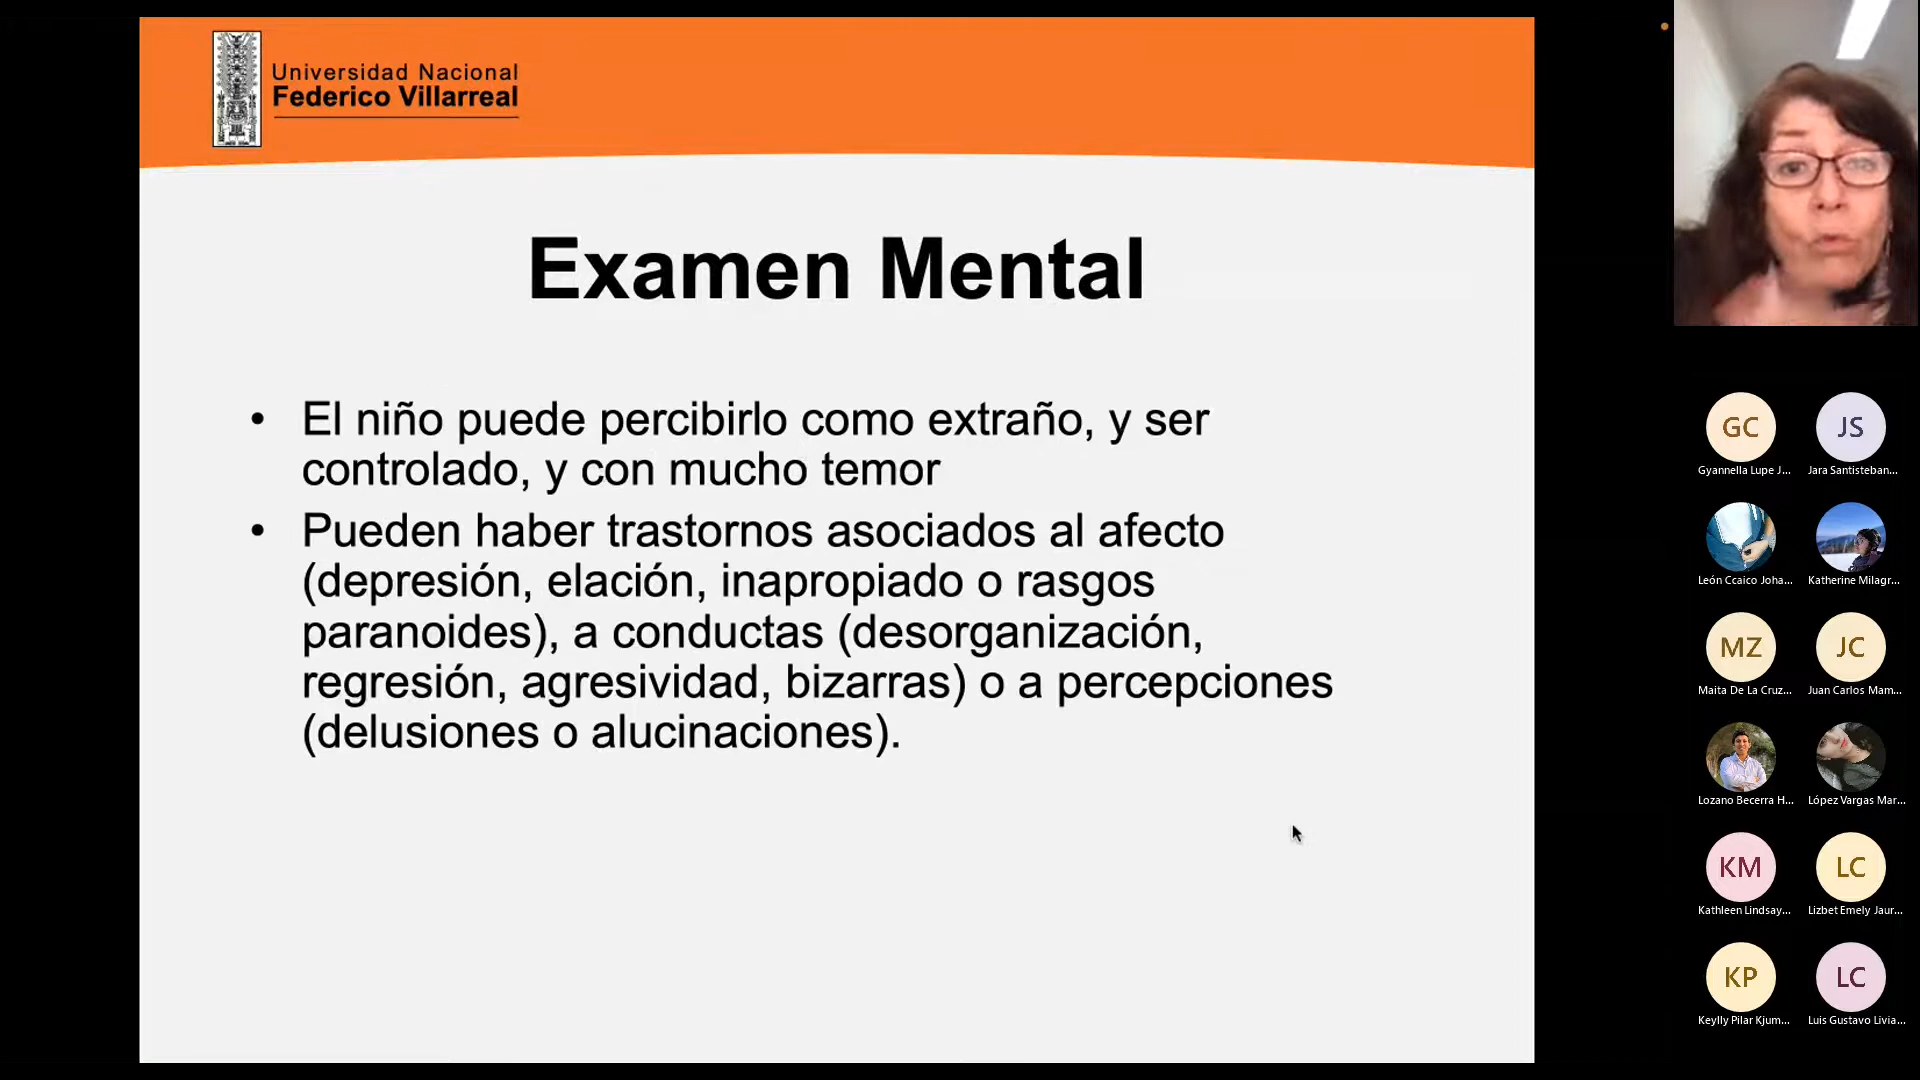 Universidad Nacional
Federico Villarreal
Examen Mental
• El niño puede percibirlo como extraño, y ser
controlado, y con mucho temor
• Pueden haber trastornos asociados al afecto
(depresión, elación, inapropiado o rasgos
paranoides), a conductas (desorganización,
regresión, agresividad, bizarras) o a percepciones
(delusiones o alucinaciones).
GC
JS
Gyannella Lupe J...
Jara Santisteban...
León Ccaico Joha...
Katherine Milagr...
MZ
JC
Maita De La Cruz...
Juan Carlos Mam...
Lozano Becerra H...
López Vargas Mar...
KM
LC
Kathleen Lindsay...
Lizbet Emely Jaur...
KP
LC
Keylly Pilar Kjum...
Luis Gustavo Livia...